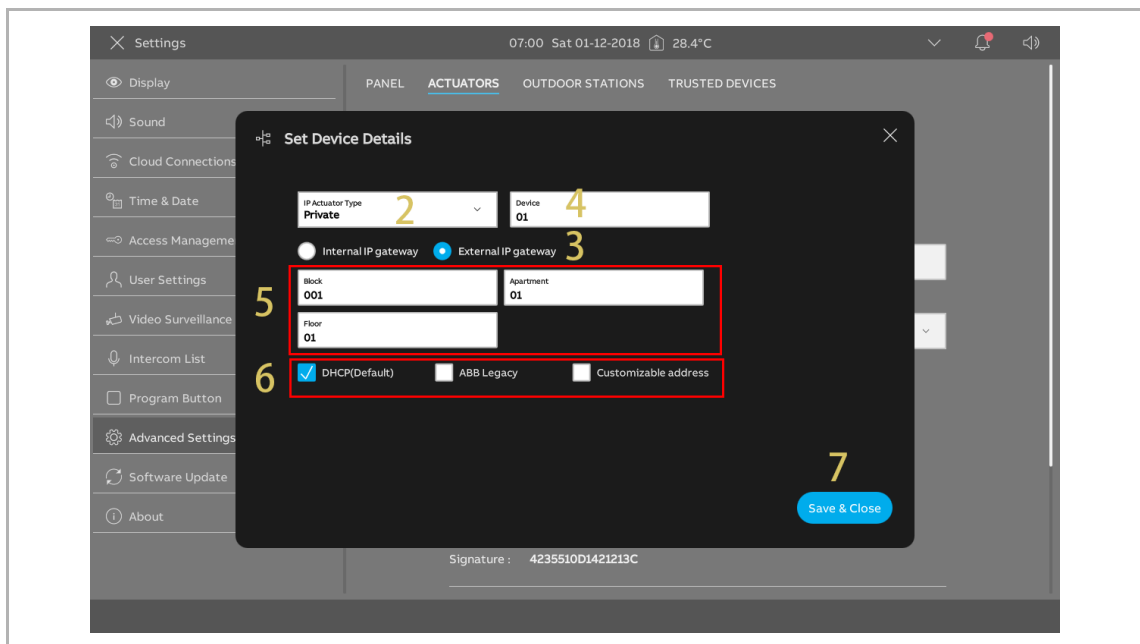 Settings
07:00 Sat 01-12-2018 28.4°C
Display
PANEL ACTUATORS OUTDOOR STATIONS TRUSTED DEVICES
Sound
Set Device Details
Cloud Connections
Time & Date
IP Actuator Type
Private
2
Device
01
4
Access Manageme
Internal IP gateway
External IP gateway
3
User Settings
5
Block
001
Apartment
01
Video Surveillance
Floor
01
Intercom List
6
DHCP(Default)
ABB Legacy
Customizable address
Program Button
Advanced Settings
7
Software Update
Save & Close
About
Signature : 4235510D1421213C